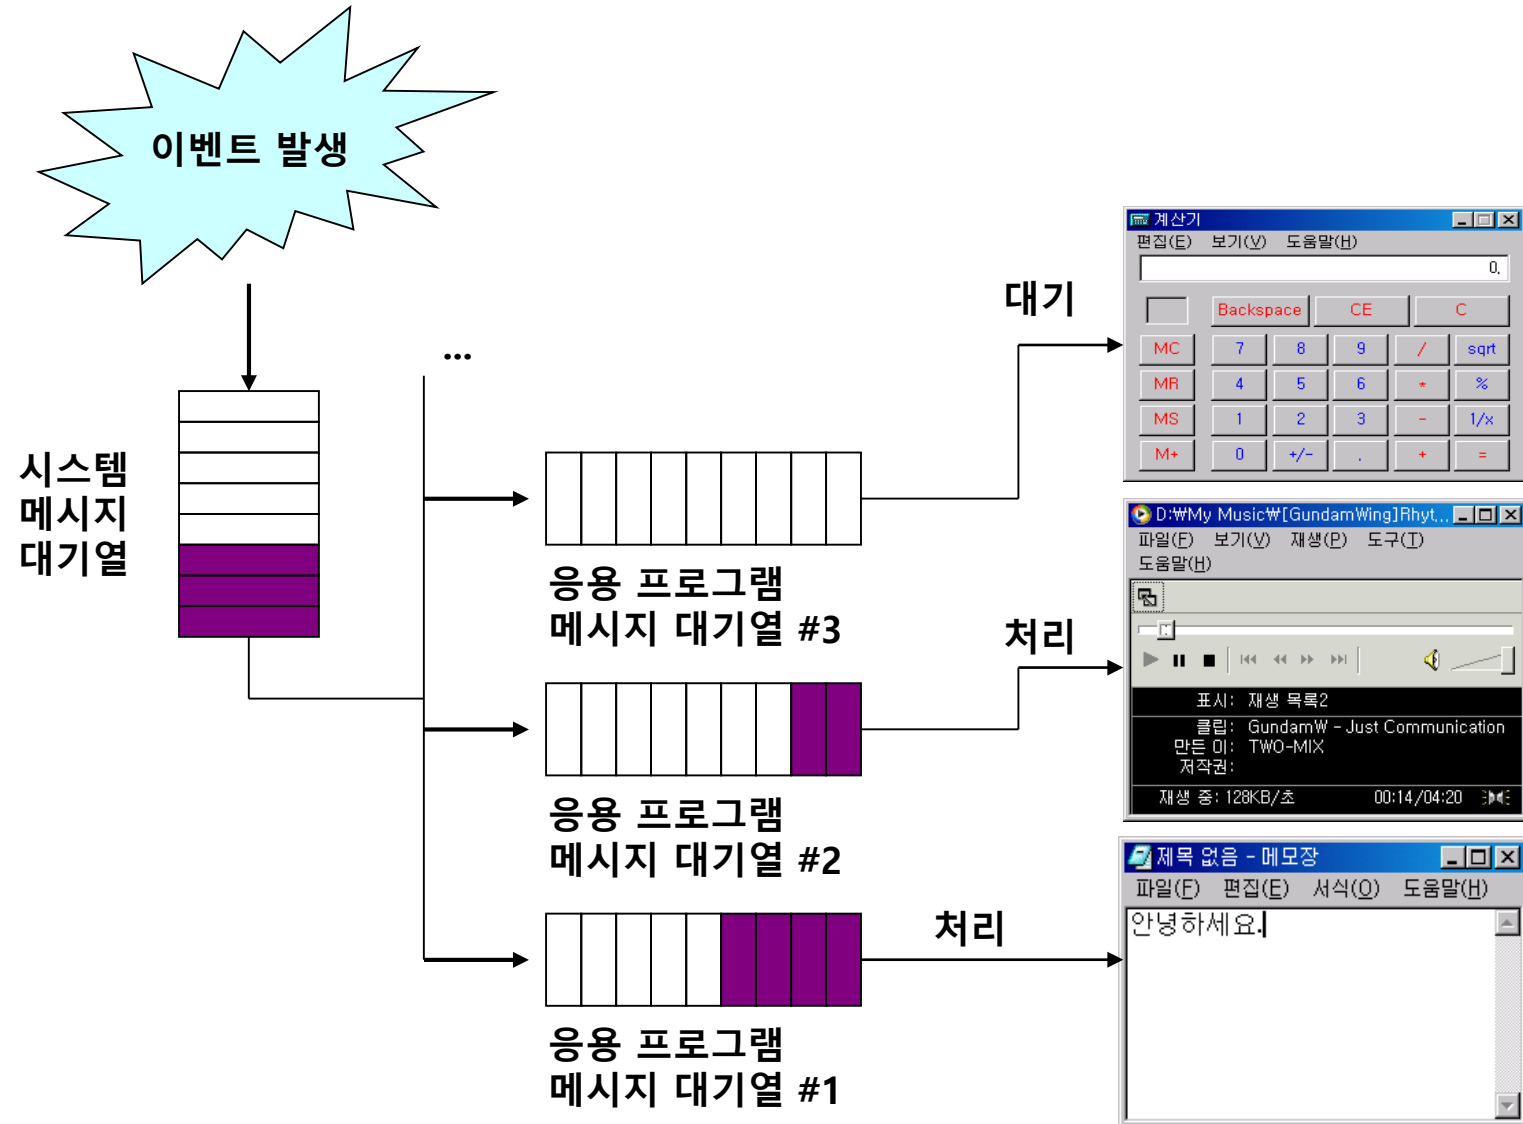 이벤트 발생
시스템
메시지
대기열
...
응용 프로그램
메시지 대기열 #3
응용 프로그램
메시지 대기열 #2
응용 프로그램
메시지 대기열 #1
대기
처리
처리
계산기
편집(E) 보기(V) 도움말(H)
0.
Backspace CE C
MC 7 8 9 / sqrt
MR 4 5 6 * %
MS 1 2 3 - 1/x
M+ 0 +/- . + =
D:₩My Music₩[GundamWing]Rhyt...
파일(F) 보기(V) 재생(P) 도구(T)
도움말(H)
표시: 재생 목록2
클립: GundamW - Just Communication
만든 이: TWO-MIX
저작권:
재생 중: 128KB/초 00:14/04:20
제목 없음 - 메모장
파일(F) 편집(E) 서식(O) 도움말(H)
안녕하세요.